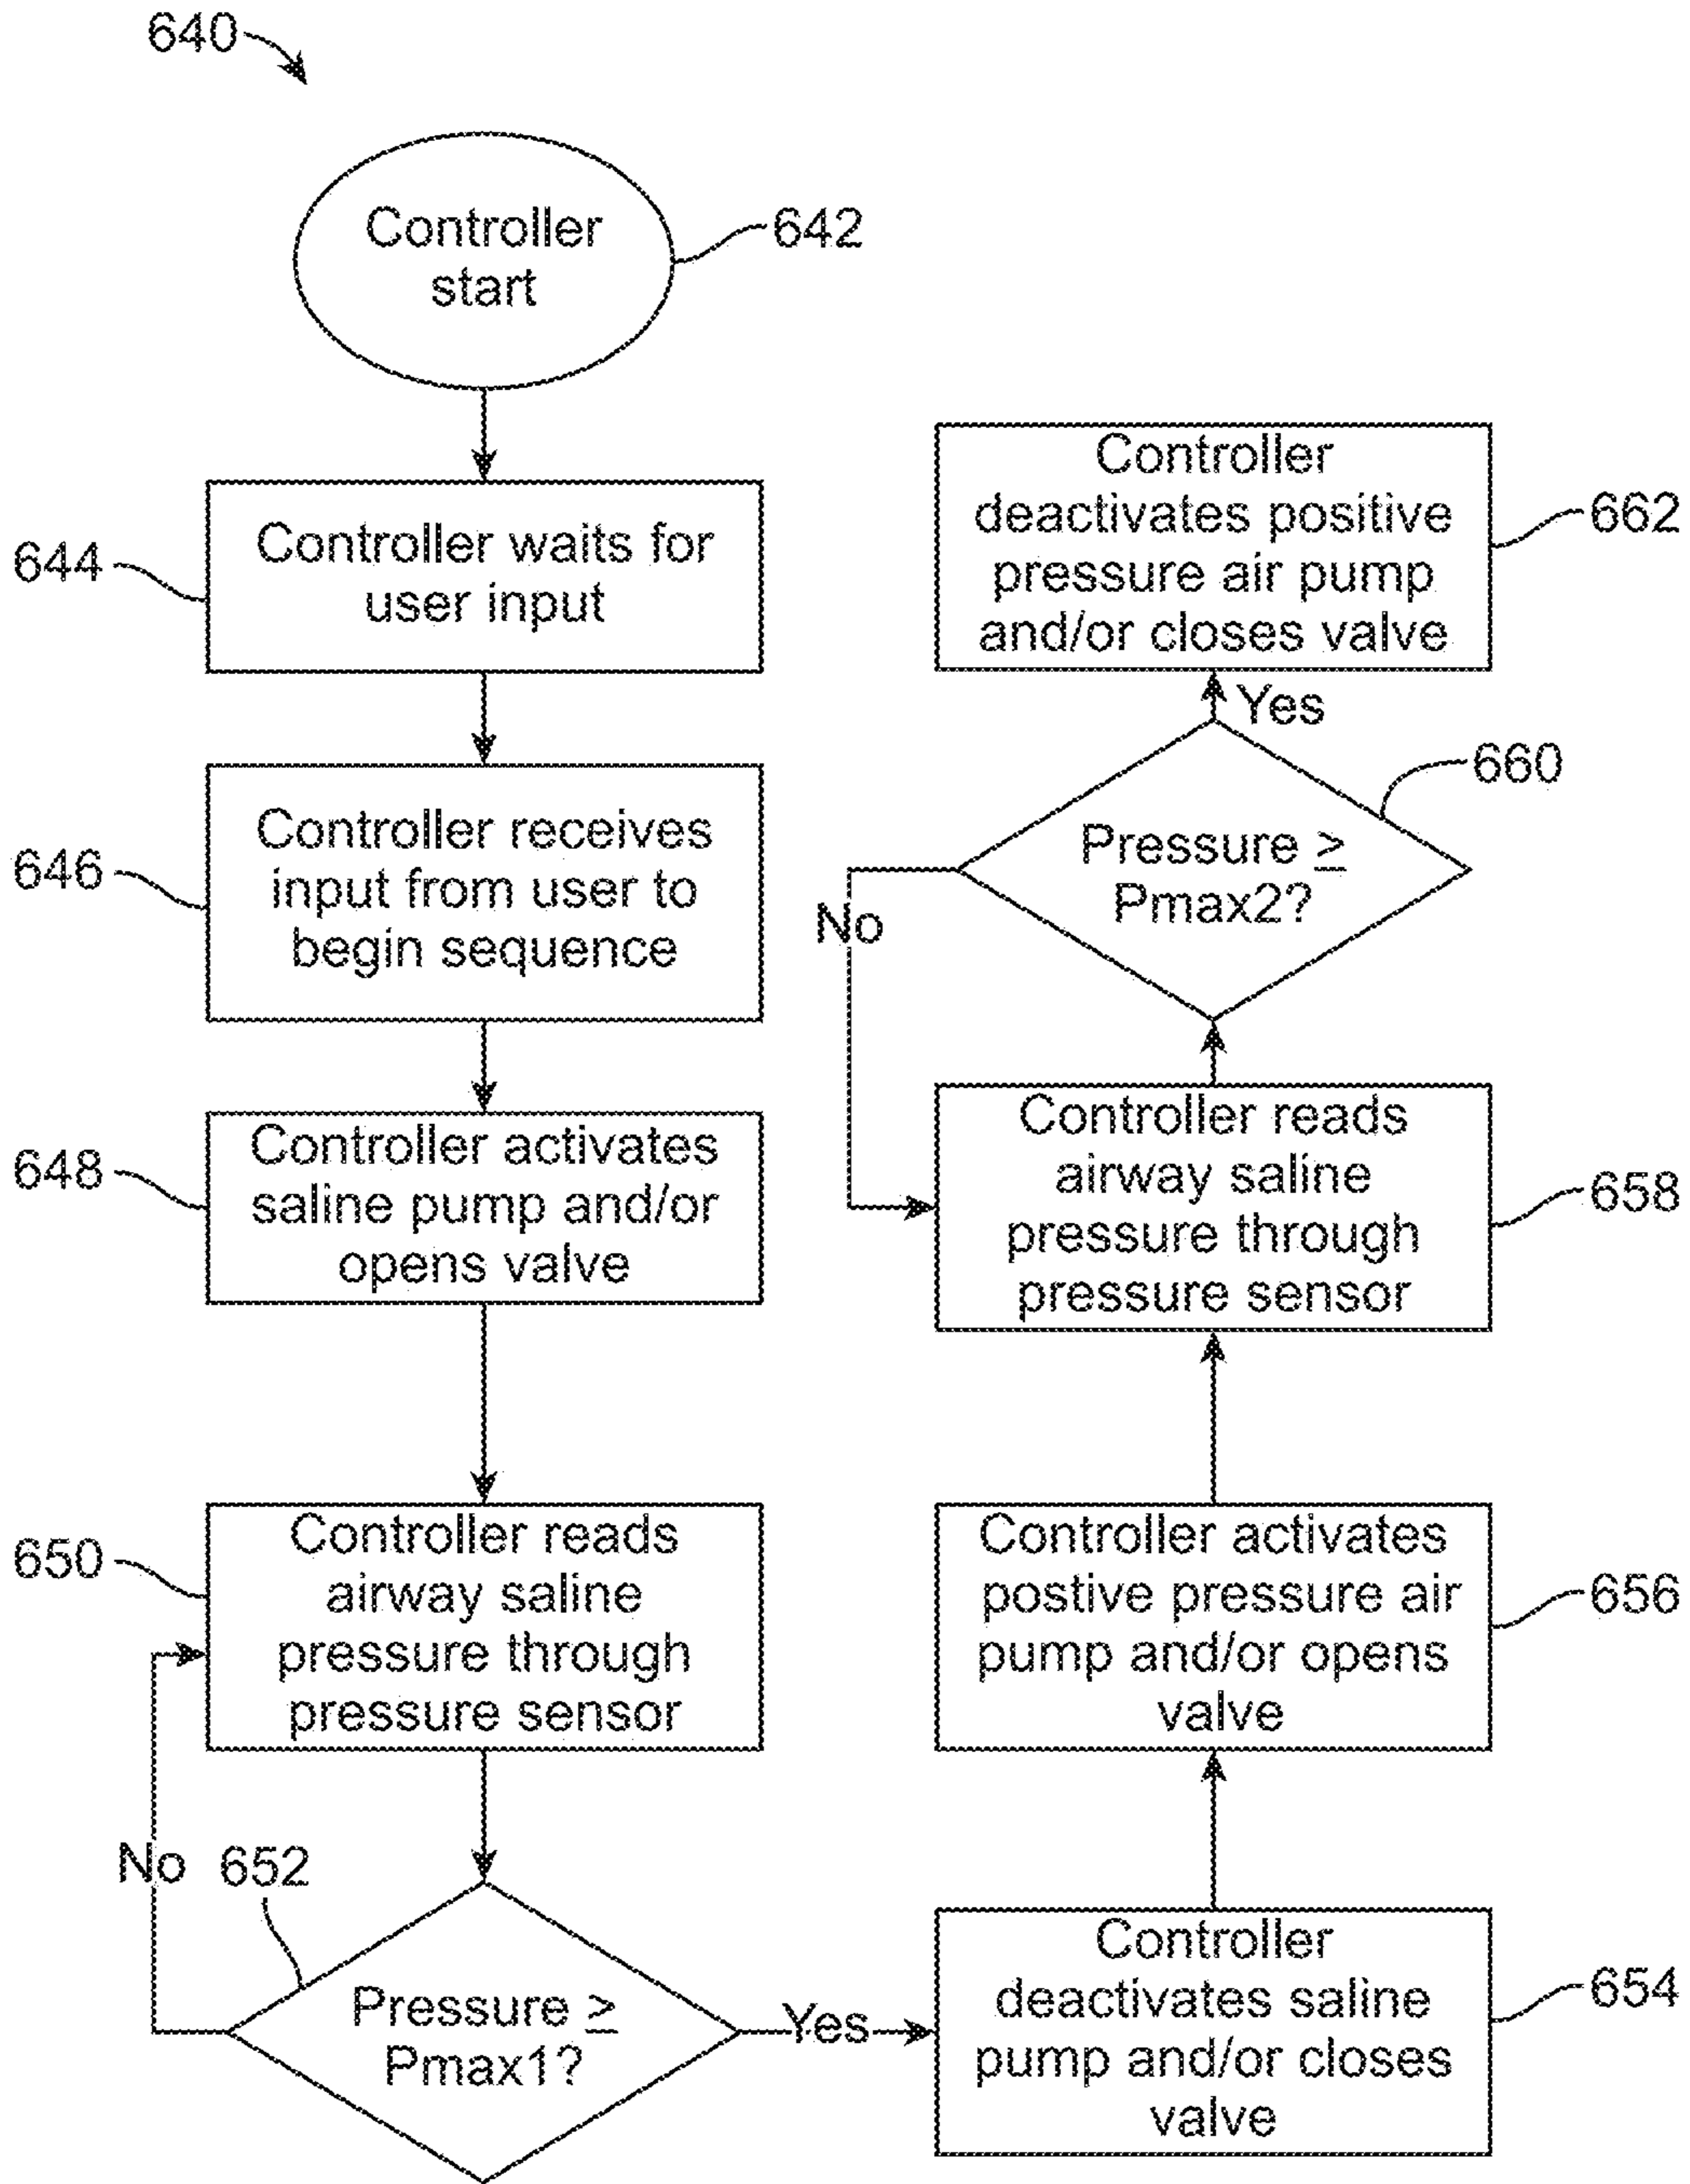 640
Controller
start
642
Controller waits for
user input
644
Controller receives
input from user to
begin sequence
646
Controller activates
saline pump and/or
opens valve
648
Controller reads
airway saline
pressure through
pressure sensor
650
No
652
Pressure ≥
Pmax1?
Yes
Controller
deactivates saline
pump and/or closes
valve
654
Controller activates
postive pressure air
pump and/or opens
valve
656
Controller reads
airway saline
pressure through
pressure sensor
658
No
Pressure ≥
Pmax2?
660
Yes
Controller
deactivates positive
pressure air pump
and/or closes valve
662